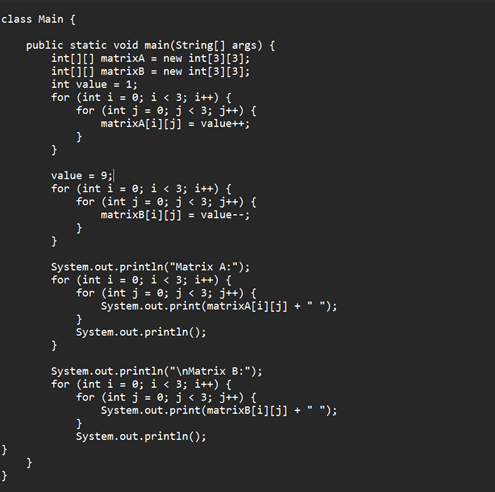 class Main {
    public static void main(String[] args) {
        int[][] matrixA = new int[3][3];
        int[][] matrixB = new int[3][3];
        int value = 1;
        for (int i = 0; i < 3; i++) {
            for (int j = 0; j < 3; j++) {
                matrixA[i][j] = value++;
            }
        }
        value = 9;
        for (int i = 0; i < 3; i++) {
            for (int j = 0; j < 3; j++) {
                matrixB[i][j] = value--;
            }
        }
        System.out.println("Matrix A:");
        for (int i = 0; i < 3; i++) {
            for (int j = 0; j < 3; j++) {
                System.out.print(matrixA[i][j] + " ");
            }
            System.out.println();
        }
        System.out.println("\nMatrix B:");
        for (int i = 0; i < 3; i++) {
            for (int j = 0; j < 3; j++) {
                System.out.print(matrixB[i][j] + " ");
            }
            System.out.println();
}
    }
}